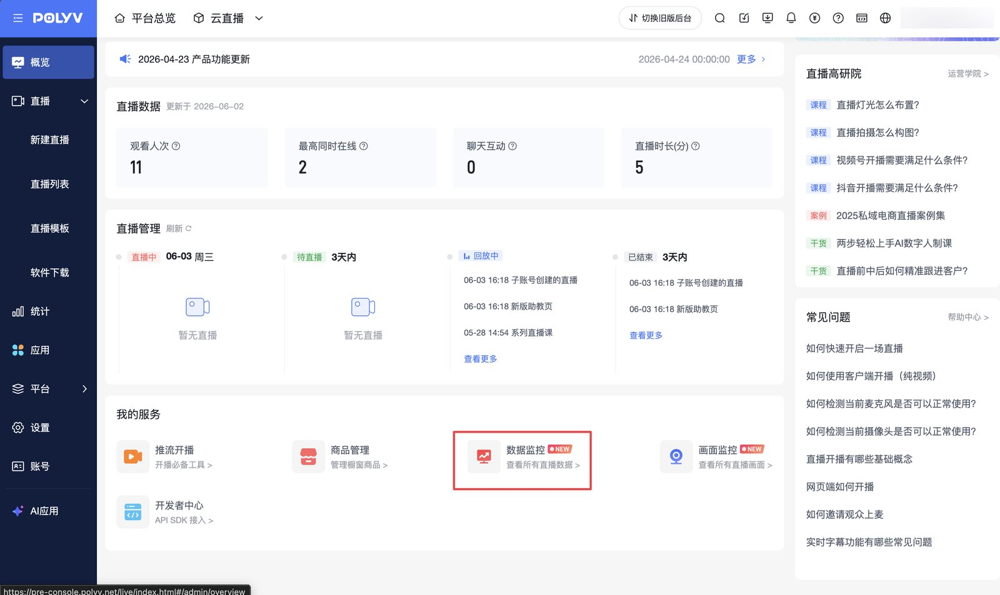 POLYV
平台总览
云直播
切换旧版后台
概览
直播
新建直播
直播列表
直播模板
软件下载
统计
应用
平台
设置
账号
AI应用
2026-04-23 产品功能更新
2026-04-24 00:00:00 更多 >
直播数据 更新于 2026-06-02
观看人次
11
最高同时在线
2
聊天互动
0
直播时长(分)
5
直播管理 刷新
直播中 06-03 周三
暂无直播
待直播 3天内
暂无直播
回放中
06-03 16:18 子账号创建的直播
06-03 16:18 新版助教页
05-28 14:54 系列直播课
查看更多
已结束 3天内
06-03 16:18 子账号创建的直播
06-03 16:18 新版助教页
查看更多
我的服务
推流开播
开播必备工具 >
商品管理
管理橱窗商品 >
数据监控 NEW
查看所有直播数据 >
画面监控 NEW
查看所有直播画面 >
开发者中心
API SDK 接入 >
直播高研院
运营学院 >
课程 直播灯光怎么布置?
课程 直播拍摄怎么构图?
课程 视频号开播需要满足什么条件?
课程 抖音开播需要满足什么条件?
案例 2025私域电商直播案例集
干货 两步轻松上手AI数字人制课
干货 直播前中后如何精准跟进客户?
常见问题
帮助中心 >
如何快速开启一场直播
如何使用客户端开播（纯视频）
如何检测当前麦克风是否可以正常使用?
如何检测当前摄像头是否可以正常使用?
直播开播有哪些基础概念
网页端如何开播
如何邀请观众上麦
实时字幕功能有哪些常见问题
https://pre-console.polyv.net/live/index.html#/admin/overview